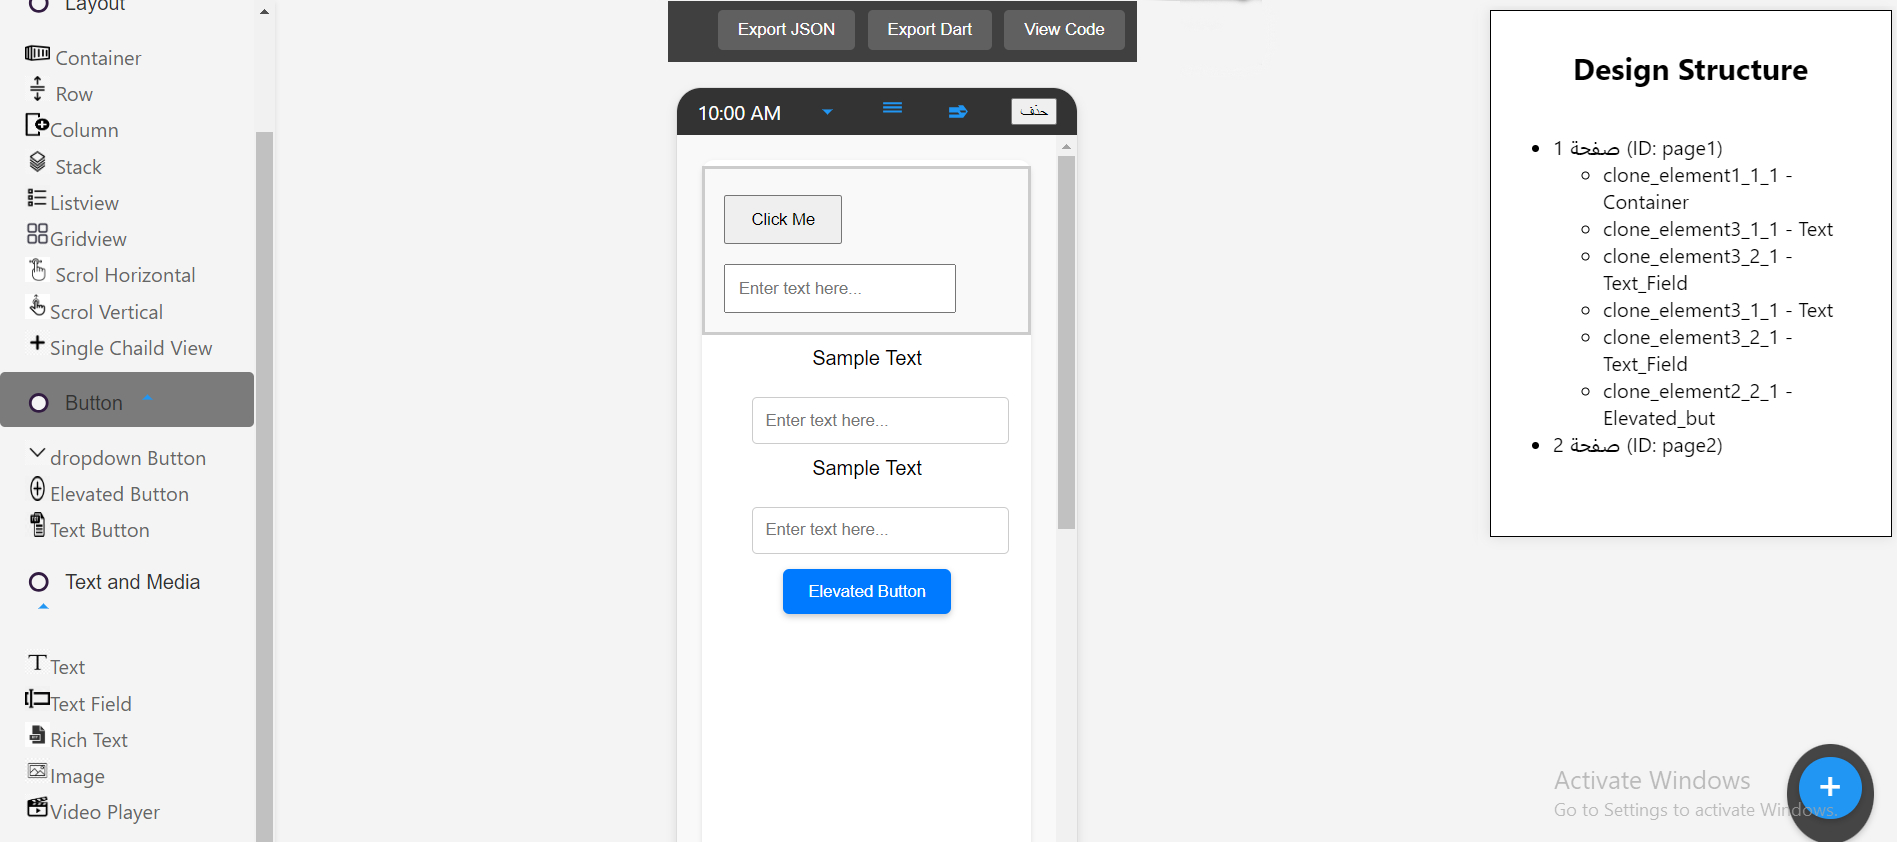 Layout
Container
Row
Column
Stack
Listview
Gridview
Scrol Horizontal
Scrol Vertical
Single Chaild View
Button
dropdown Button
Elevated Button
Text Button
Text and Media
Text
Text Field
Rich Text
Image
Video Player
Export JSON
Export Dart
View Code
10:00 AM
حذف
Click Me
Enter text here...
Sample Text
Enter text here...
Sample Text
Enter text here...
Elevated Button
Design Structure
صفحة 1 (ID: page1)
clone_element1_1_1 -
Container
clone_element3_1_1 - Text
clone_element3_2_1 -
Text_Field
clone_element3_1_1 - Text
clone_element3_2_1 -
Text_Field
clone_element2_2_1 -
Elevated_but
صفحة 2 (ID: page2)
Activate Windows
Go to Settings to activate Windows.